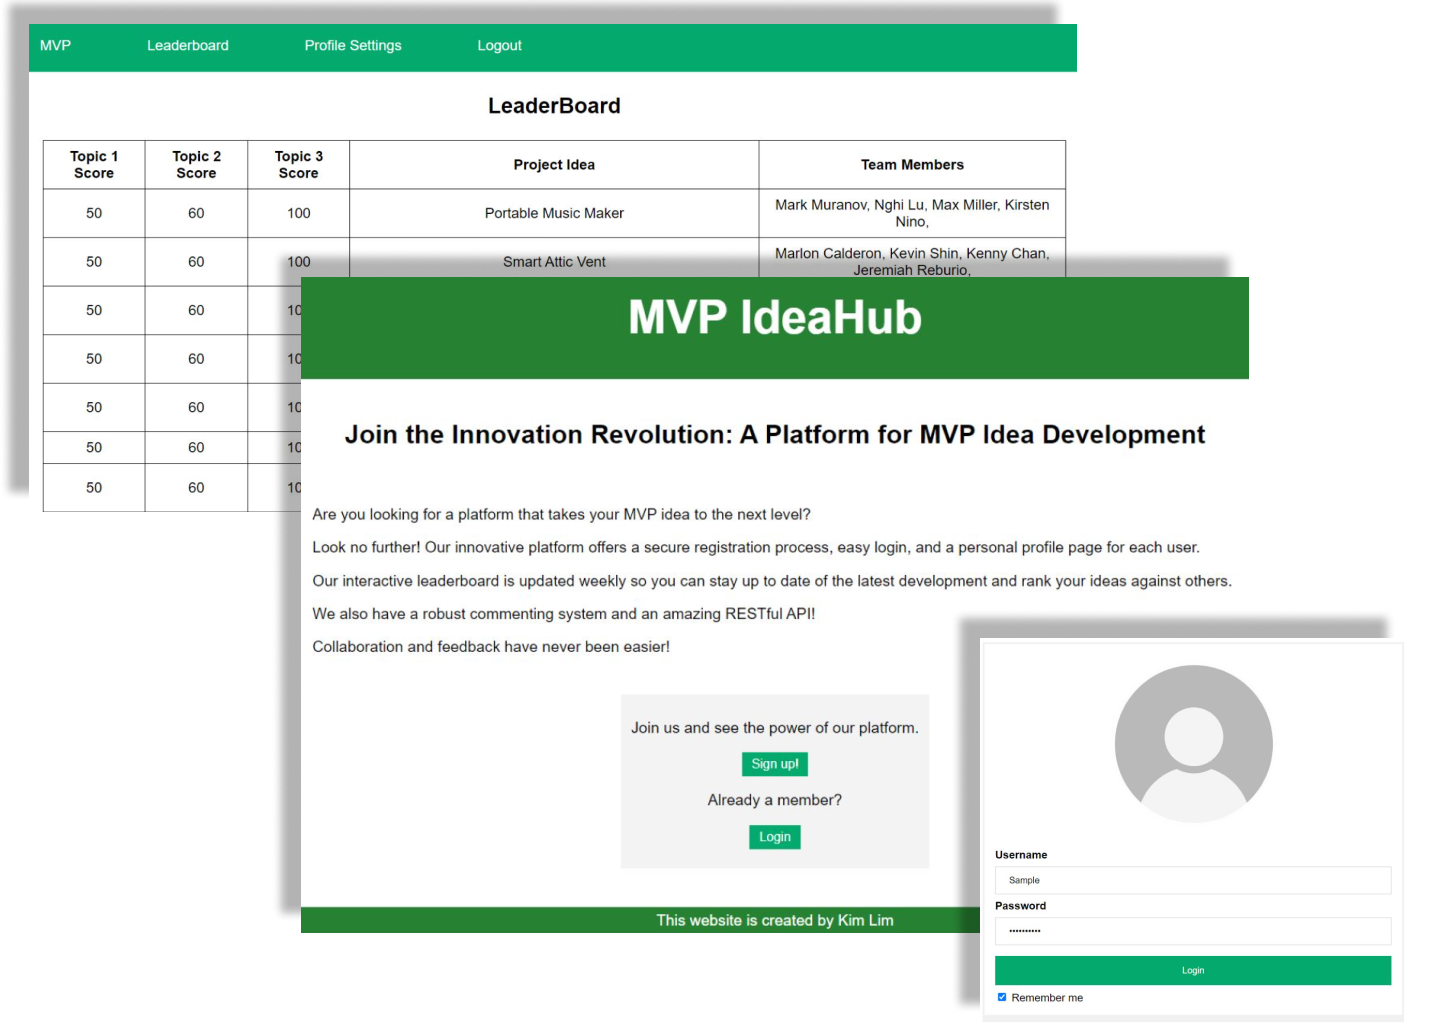 MVP Leaderboard Profile Settings Logout
LeaderBoard
Topic 1 Score Topic 2 Score Topic 3 Score Project Idea Team Members
50 60 100 Portable Music Maker Mark Muranov, Nghi Lu, Max Miller, Kirsten Nino,
50 60 100 Smart Attic Vent Marlon Calderon, Kevin Shin, Kenny Chan, Jeremiah Reburio,
50 60 10
50 60 10
50 60 10
50 60 10
50 60 10
MVP IdeaHub
Join the Innovation Revolution: A Platform for MVP Idea Development
Are you looking for a platform that takes your MVP idea to the next level?
Look no further! Our innovative platform offers a secure registration process, easy login, and a personal profile page for each user.
Our interactive leaderboard is updated weekly so you can stay up to date of the latest development and rank your ideas against others.
We also have a robust commenting system and an amazing RESTful API!
Collaboration and feedback have never been easier!
Join us and see the power of our platform.
Sign up!
Already a member?
Login
This website is created by Kim Lim
Username
Sample
Password
••••••••••
Login
Remember me